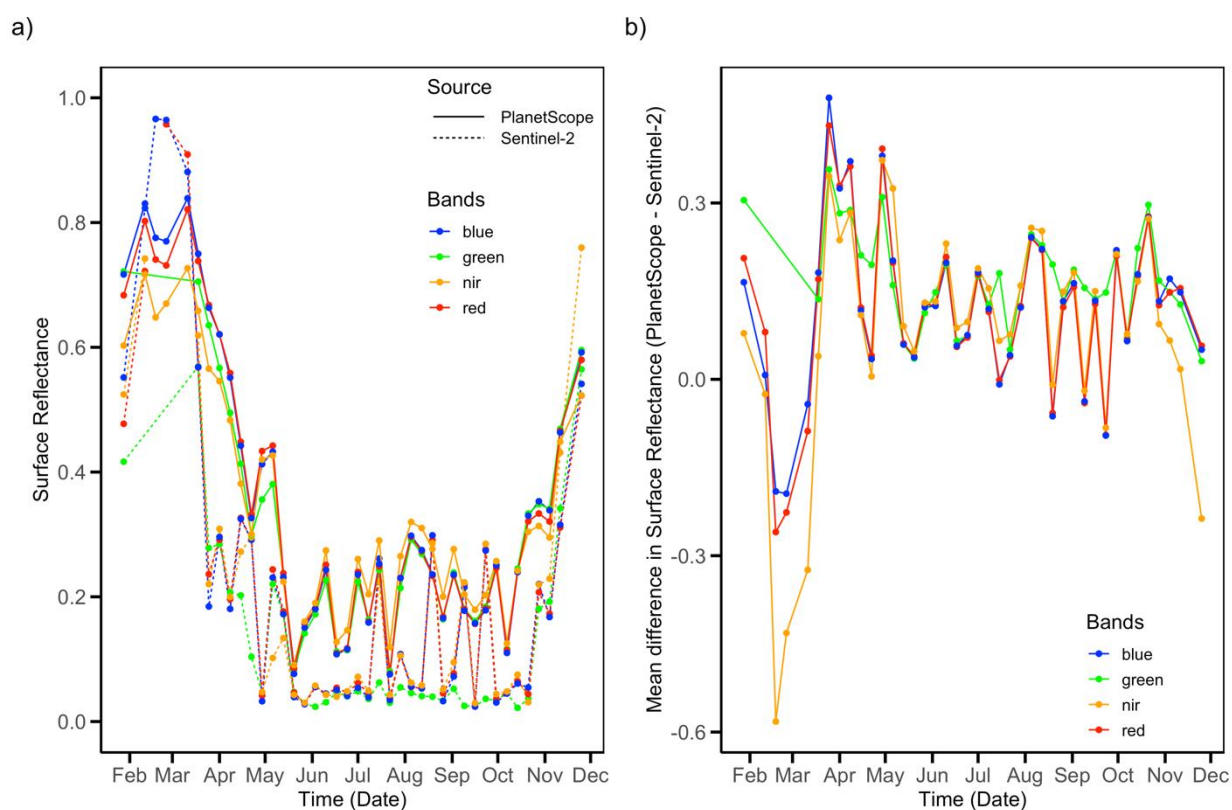 a)
Surface Reflectance
1.0
0.8
0.6
0.4
0.2
0.0
Source
PlanetScope
Sentinel-2
Bands
blue
green
nir
red
Feb Mar Apr May Jun Jul Aug Sep Oct Nov Dec
Time (Date)
b)
Mean difference in Surface Reflectance (PlanetScope - Sentinel-2)
0.3
0.0
-0.3
-0.6
Bands
blue
green
nir
red
Feb Mar Apr May Jun Jul Aug Sep Oct Nov Dec
Time (Date)